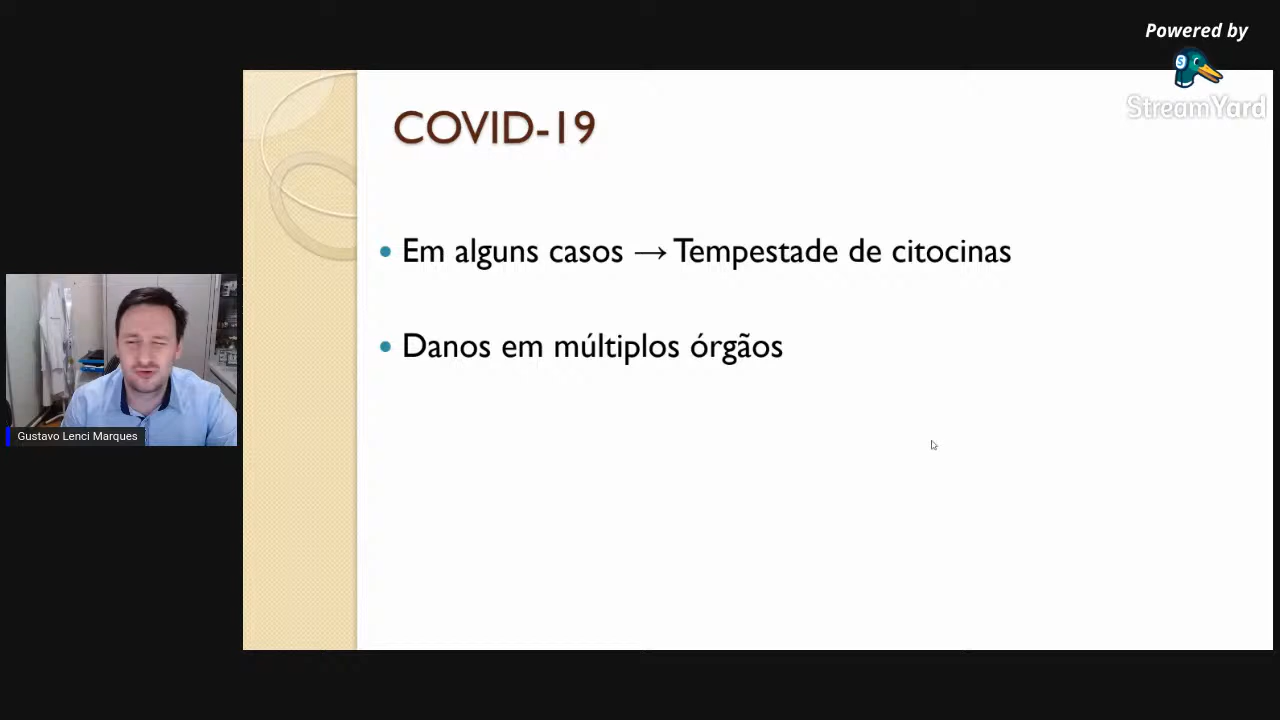 Powered by
StreamYard
COVID-19
• Em alguns casos → Tempestade de citocinas
• Danos em múltiplos órgãos
Gustavo Lenci Marques